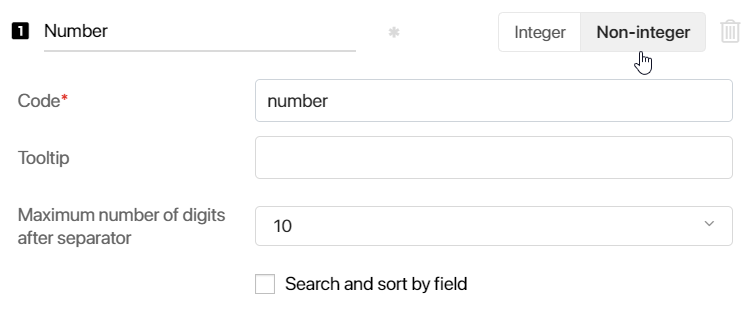 1 Number * Integer Non-integer
Code* number
Tooltip
Maximum number of digits
after separator
10
Search and sort by field